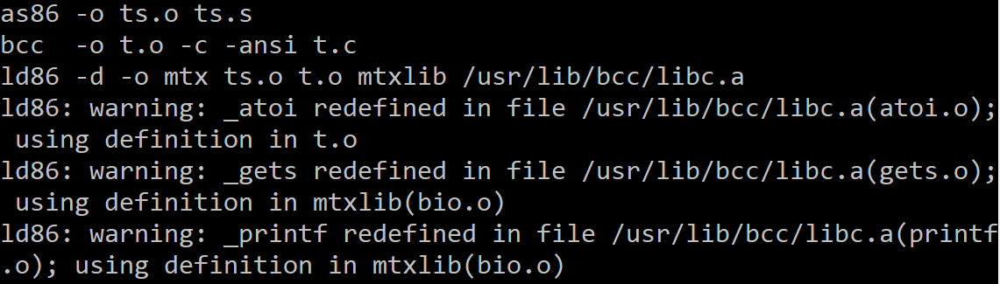 as86 -o ts.o ts.s
bcc  -o t.o -c -ansi t.c
ld86 -d -o mtx ts.o t.o mtxlib /usr/lib/bcc/libc.a
ld86: warning: _atoi redefined in file /usr/lib/bcc/libc.a(atoi.o);
 using definition in t.o
ld86: warning: _gets redefined in file /usr/lib/bcc/libc.a(gets.o);
 using definition in mtxlib(bio.o)
ld86: warning: _printf redefined in file /usr/lib/bcc/libc.a(printf
.o); using definition in mtxlib(bio.o)